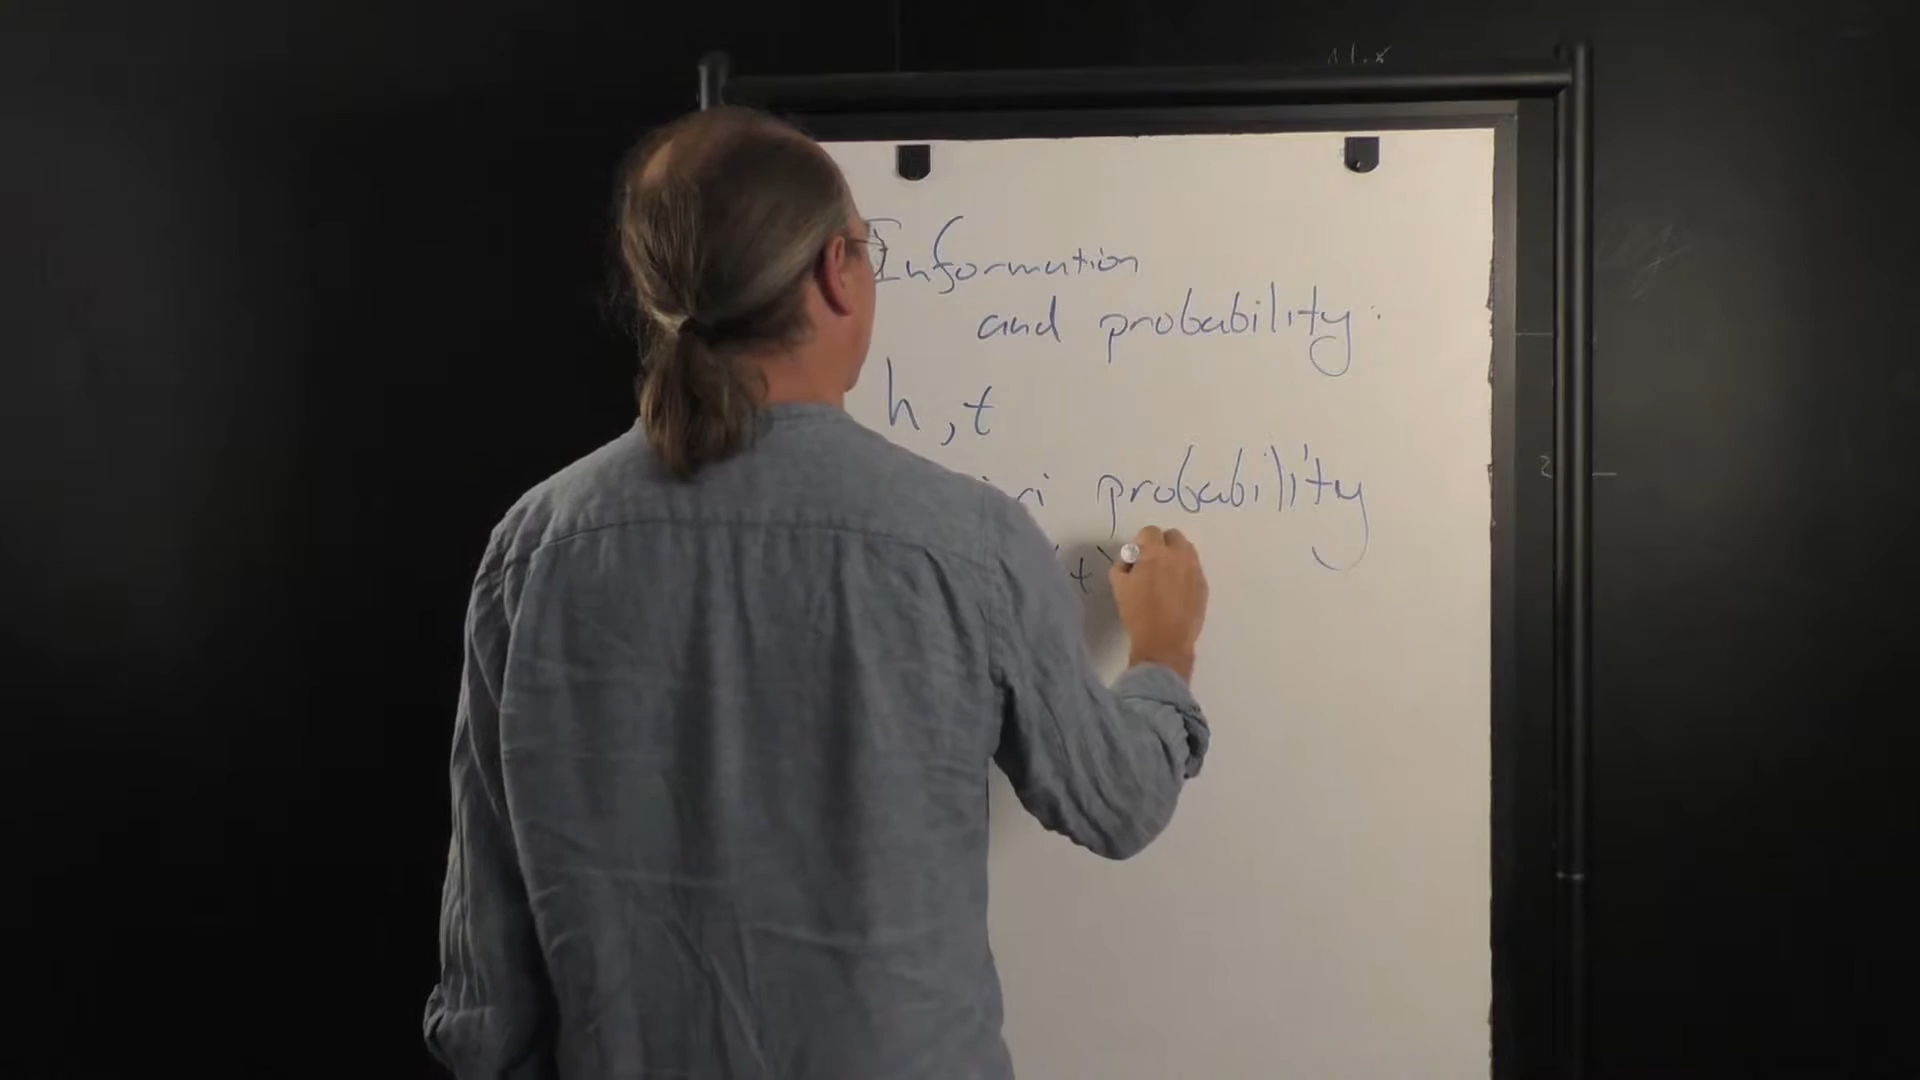 Information
and probability:
h, t
probability
t)